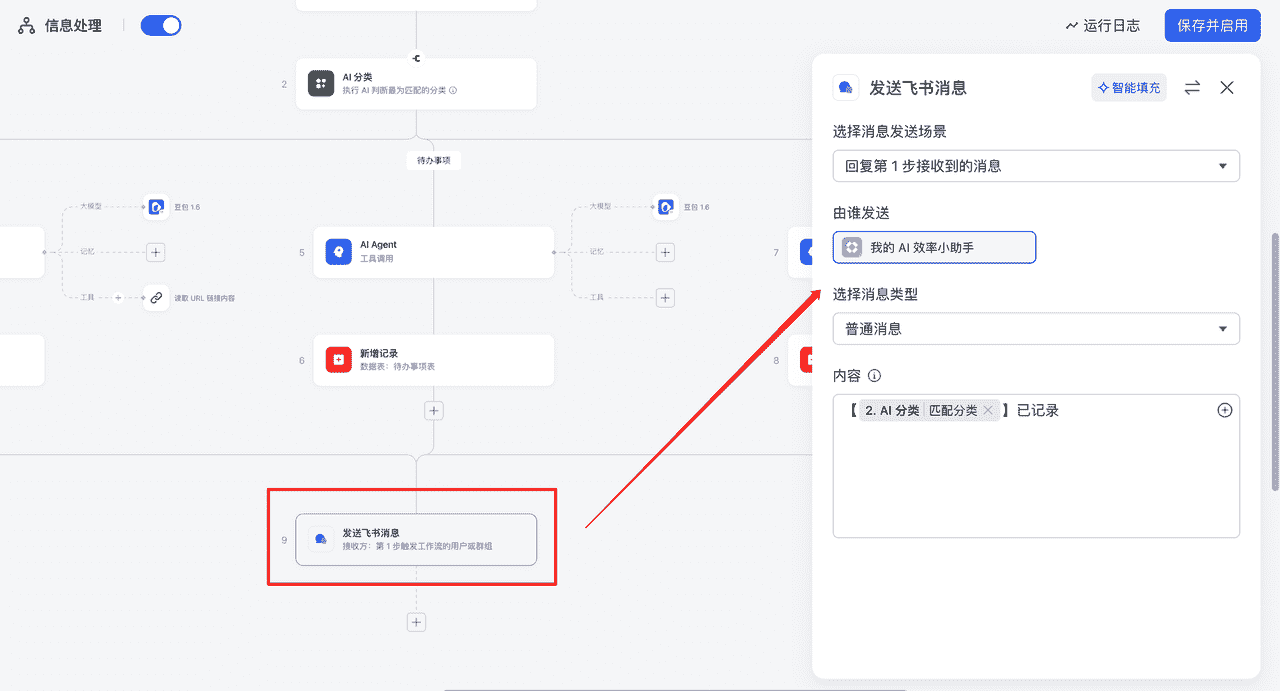 信息处理
运行日志
保存并启用
2
AI 分类
执行 AI 判断最为匹配的分类
待办事项
大模型
豆包 1.6
记忆
工具
读取 URL 链接内容
5
AI Agent
工具调用
大模型
豆包 1.6
记忆
工具
7
6
新增记录
数据表：待办事项表
8
9
发送飞书消息
接收方：第 1 步触发工作流的用户或群组
发送飞书消息
智能填充
选择消息发送场景
回复第 1 步接收到的消息
由谁发送
我的 AI 效率小助手
选择消息类型
普通消息
内容
【 2. AI 分类 匹配分类 】已记录